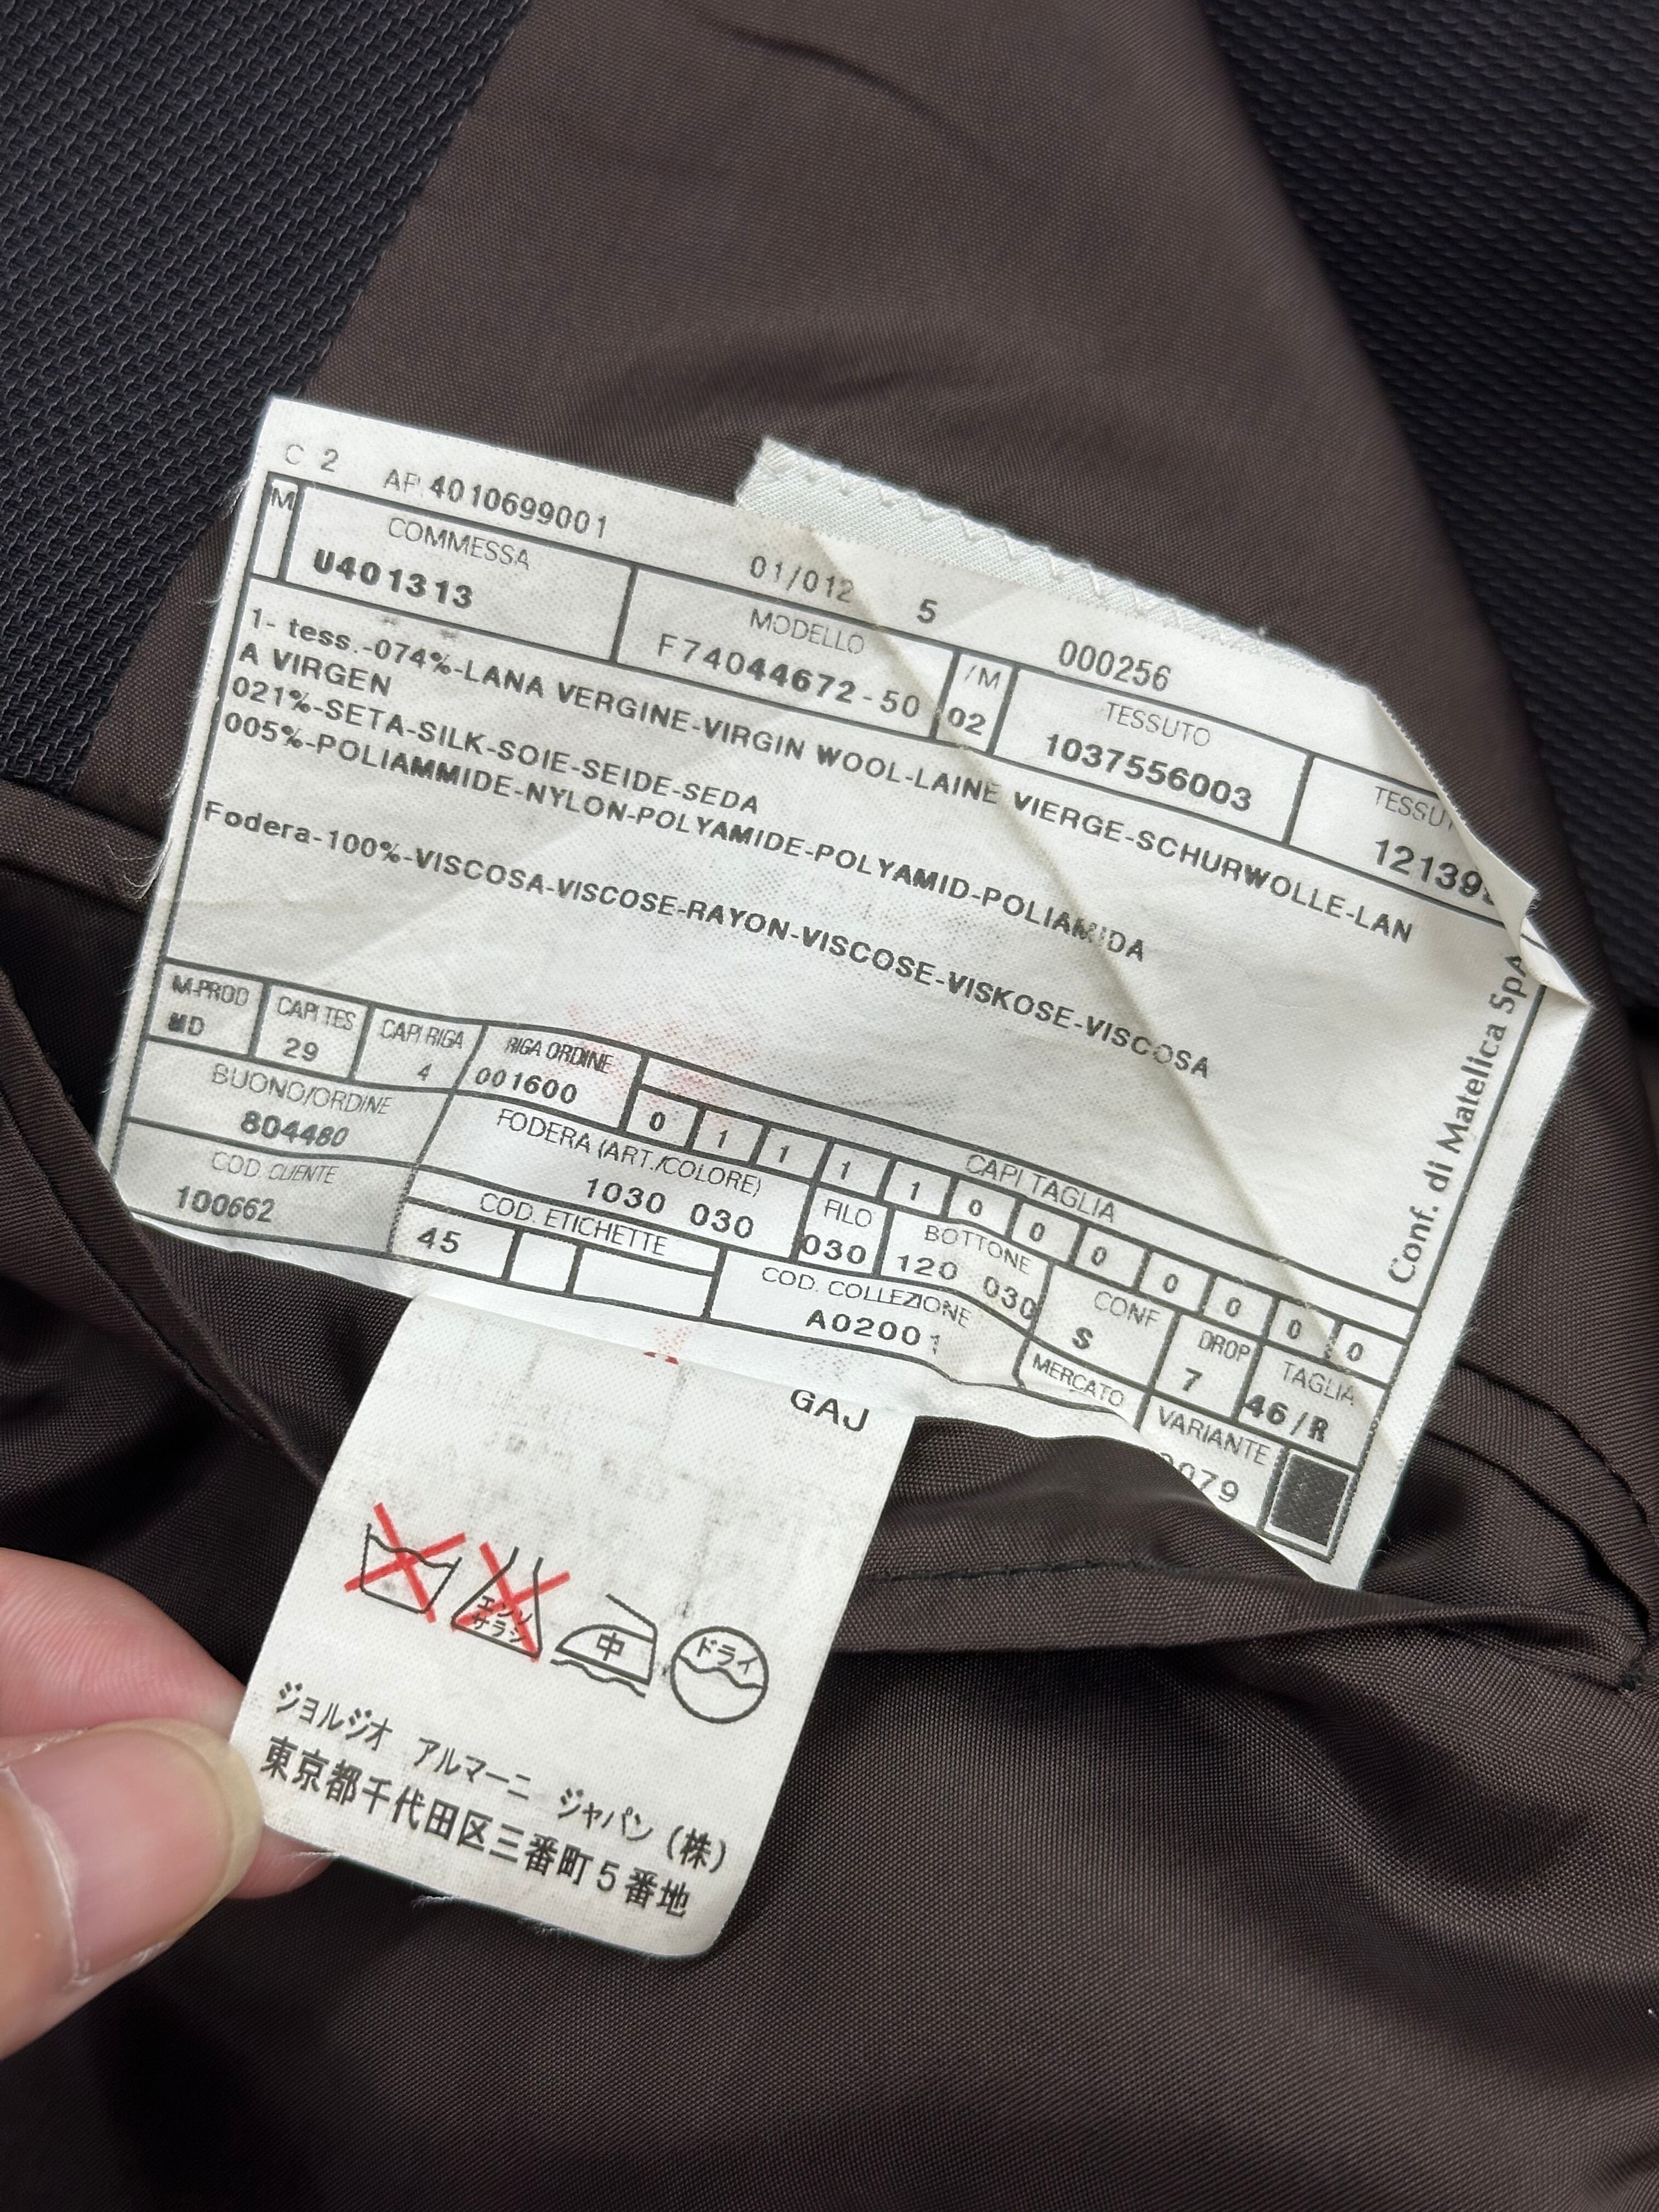 C 2 AP. 4010699001 01/012 5 000256
M COMMESSA MODELLO /M TESSUTO
U401313 F74044672-50 02 1037556003
1- tess.-074%-LANA VERGINE-VIRGIN WOOL-LAINE VIERGE-SCHURWOLLE-LAN
A VIRGEN
021%-SETA-SILK-SOIE-SEIDE-SEDA
005%-POLIAMMIDE-NYLON-POLYAMIDE-POLYAMID-POLIAMIDA
Fodera-100%-VISCOSA-VISCOSE-RAYON-VISCOSE-VISKOSE-VISCOSA
Conf. di Matelica SpA
M-PROD CAPI TES CAPI RIGA RIGA ORDINE CAPI TAGLIA
MD 29 4 001600 0 1 1 1 1 0 0 0 0 0 0 0
BUONO/ORDINE FODERA (ART./COLORE) FILO BOTTONE CONF DROP TAGLIA
804480 1030 030 030 120 030 S 7 46/R
COD. CLIENTE COD. ETICHETTE COD. COLLEZIONE MERCATO VARIANTE
100662 45 A02001
GAJ
エンソ
サラシ
中
ドライ
ジョルジオ アルマーニ ジャパン(株)
東京都千代田区三番町5番地